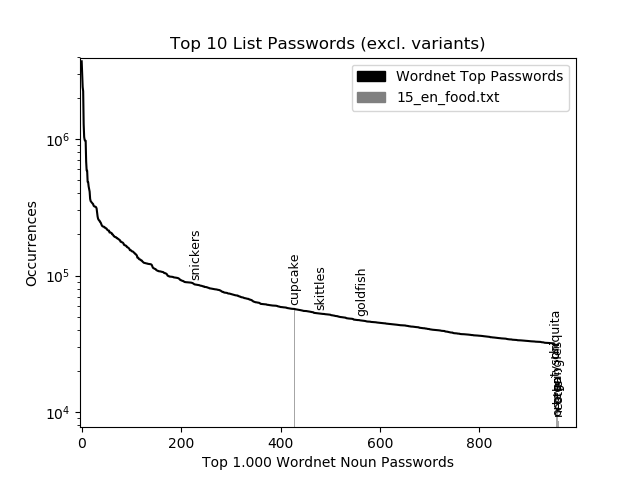 Top 10 List Passwords (excl. variants)
Wordnet Top Passwords
15_en_food.txt
Occurrences
10^6
10^5
10^4
snickers
cupcake
skittles
goldfish
0
200
400
600
800
Top 1.000 Wordnet Noun Passwords